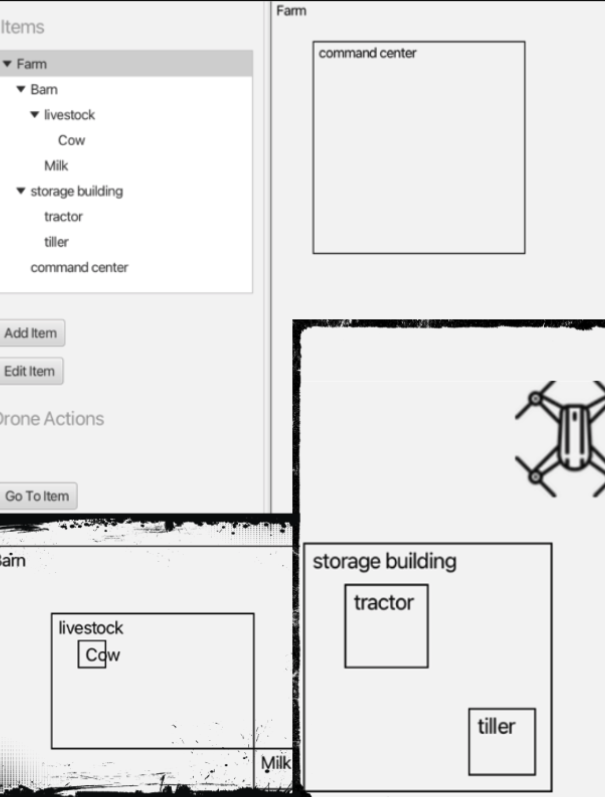 Items
Farm
Barn
livestock
Cow
Milk
storage building
tractor
tiller
command center
Add Item
Edit Item
Drone Actions
Go To Item
Farm
command center
storage building
tractor
tiller
Barn
livestock
Cow
Milk